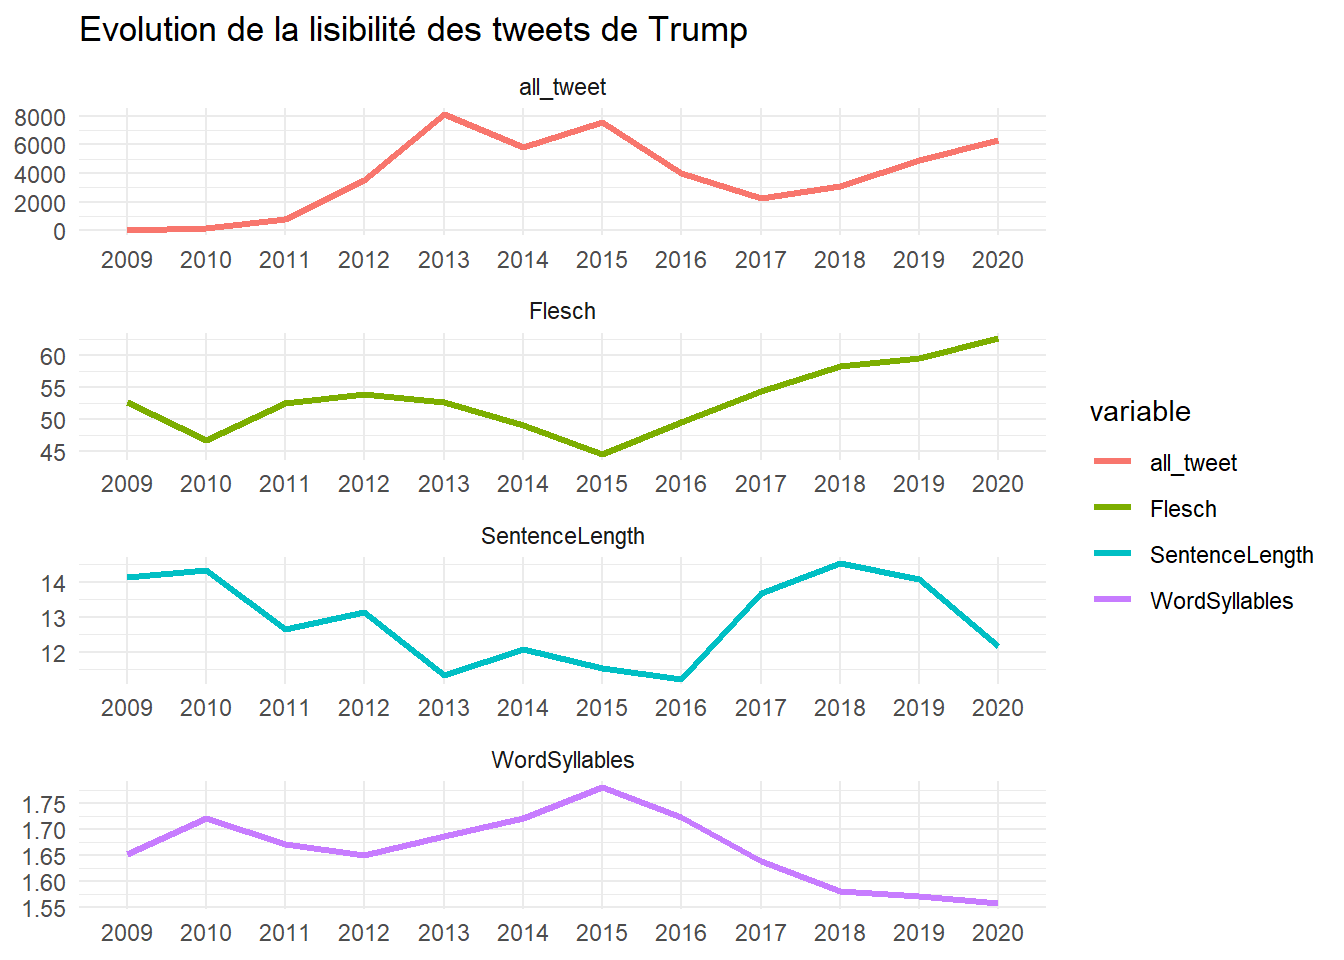 Evolution de la lisibilité des tweets de Trump
all_tweet
8000
6000
4000
2000
0
2009 2010 2011 2012 2013 2014 2015 2016 2017 2018 2019 2020
Flesch
60
55
50
45
2009 2010 2011 2012 2013 2014 2015 2016 2017 2018 2019 2020
SentenceLength
14
13
12
2009 2010 2011 2012 2013 2014 2015 2016 2017 2018 2019 2020
WordSyllables
1.75
1.70
1.65
1.60
1.55
2009 2010 2011 2012 2013 2014 2015 2016 2017 2018 2019 2020
variable
all_tweet
Flesch
SentenceLength
WordSyllables